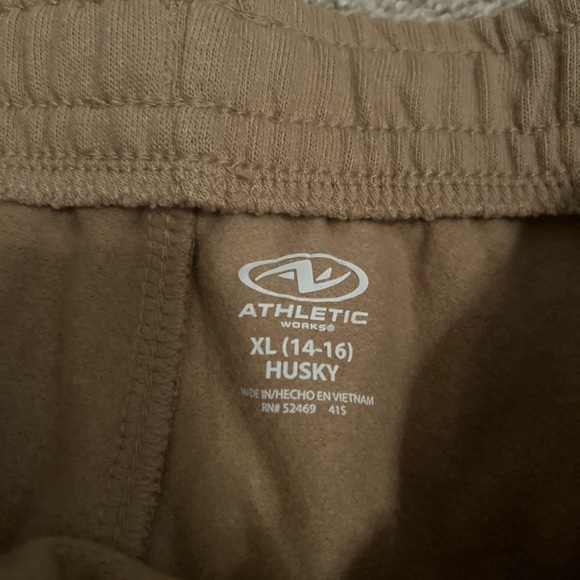 ATHLETIC
WORKS®
XL (14-16)
HUSKY
MADE IN/HECHO EN VIETNAM
RN# 52469 41S